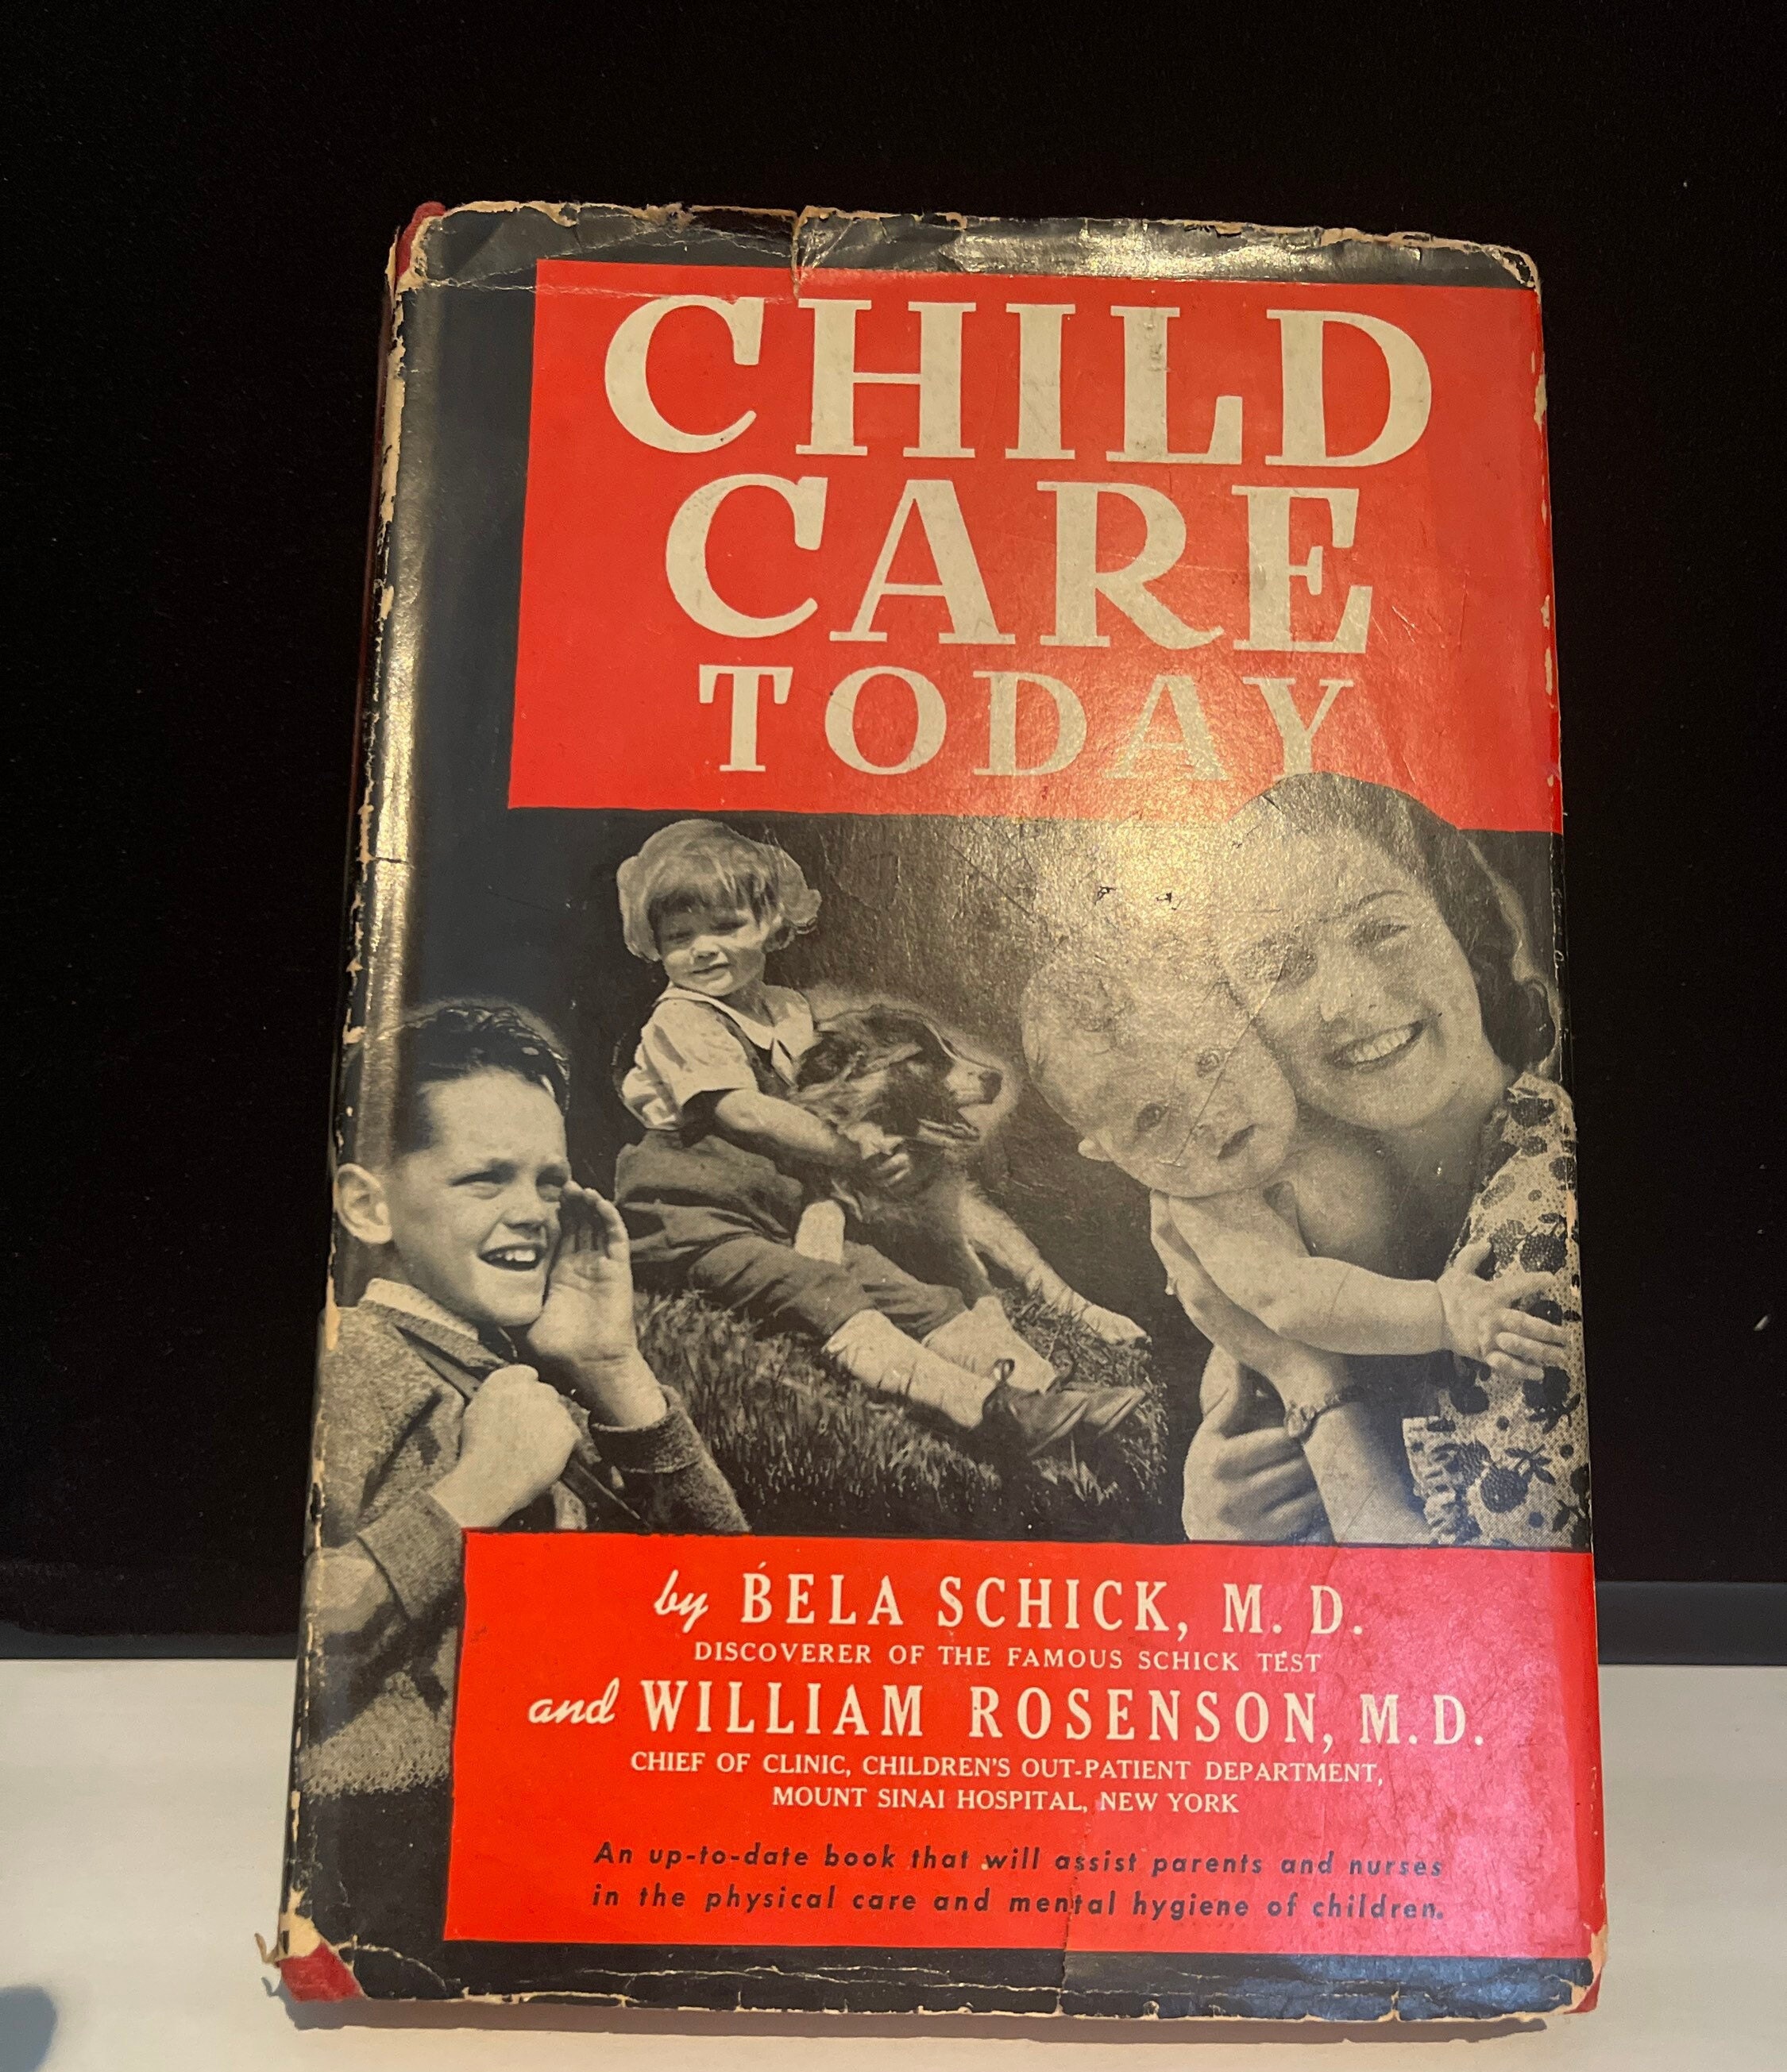 CHILD
CARE
TODAY
by BÉLA SCHICK, M. D.
DISCOVERER OF THE FAMOUS SCHICK TEST
and WILLIAM ROSENSON, M.D.
CHIEF OF CLINIC, CHILDREN'S OUT-PATIENT DEPARTMENT,
MOUNT SINAI HOSPITAL, NEW YORK
An up-to-date book that will assist parents and nurses
in the physical care and mental hygiene of children.